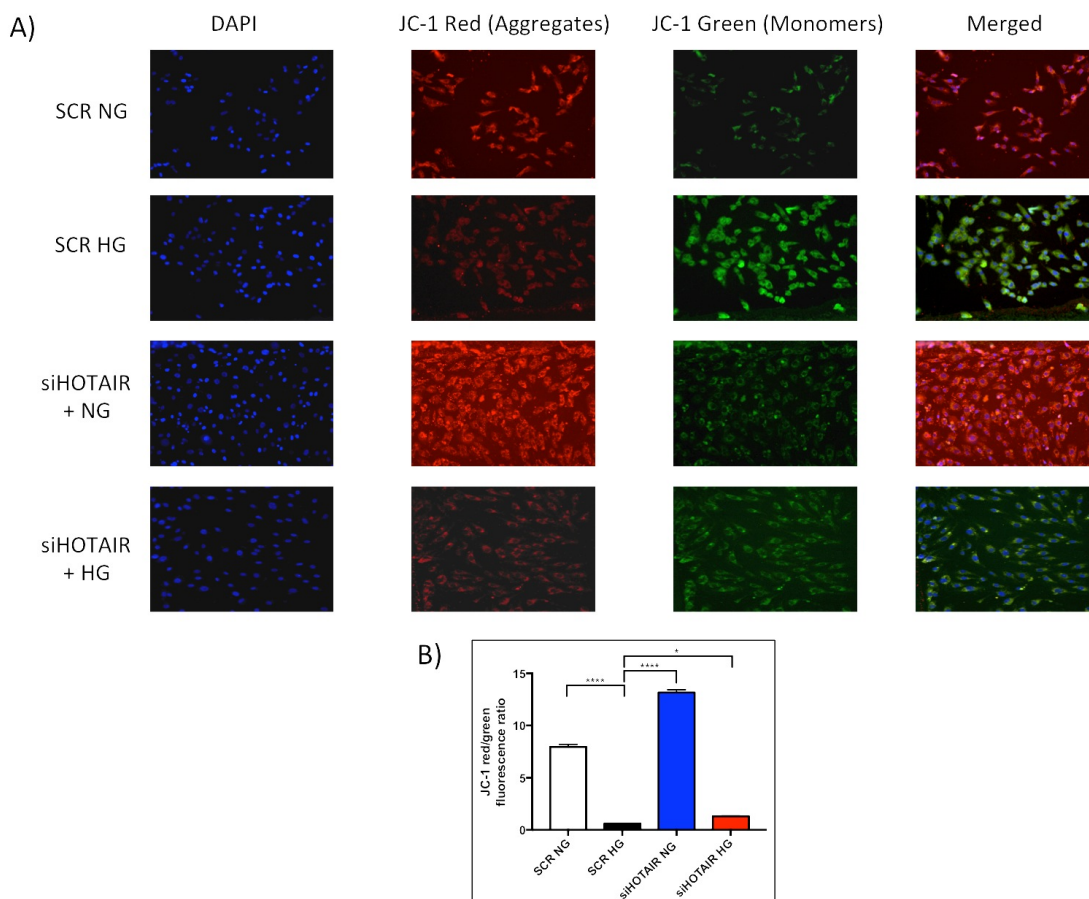 A)
DAPI
JC-1 Red (Aggregates)
JC-1 Green (Monomers)
Merged
SCR NG
SCR HG
siHOTAIR
+ NG
siHOTAIR
+ HG
B)
*
****
****
JC-1 red/green
fluorescence ratio
15
10
5
0
SCR NG
SCR HG
siHOTAIR NG
siHOTAIR HG